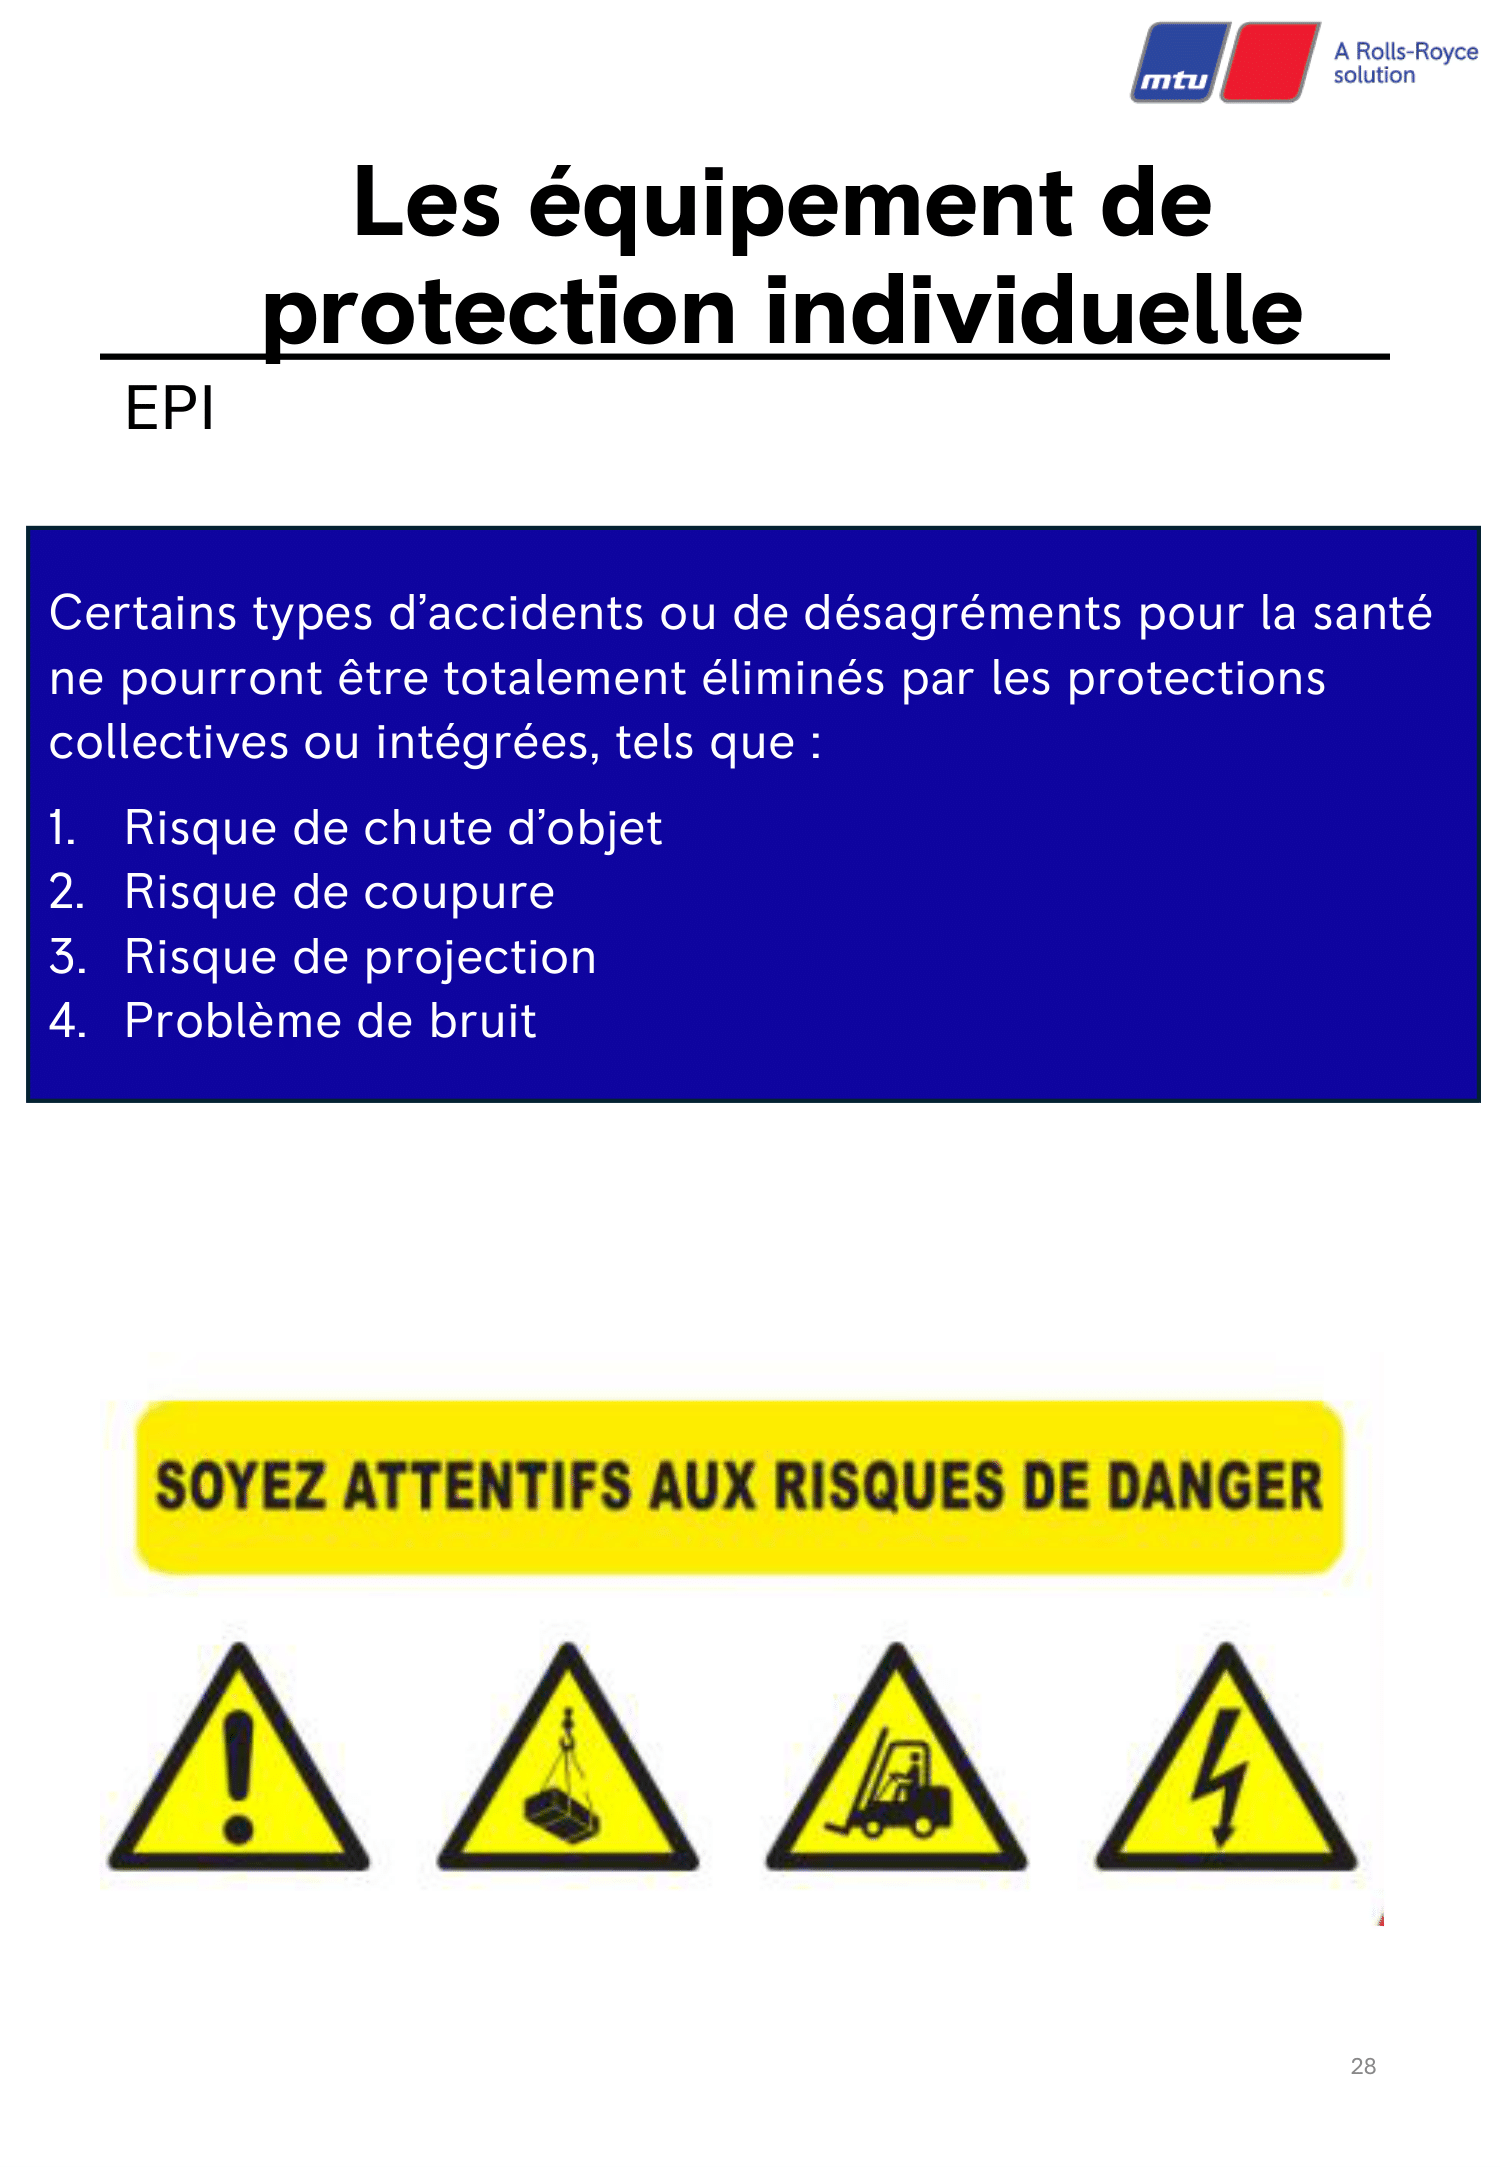 mtu
A Rolls-Royce
solution
Les équipement de
protection individuelle
EPI
Certains types d’accidents ou de désagréments pour la santé
ne pourront être totalement éliminés par les protections
collectives ou intégrées, tels que :
1. Risque de chute d’objet
2. Risque de coupure
3. Risque de projection
4. Problème de bruit
SOYEZ ATTENTIFS AUX RISQUES DE DANGER
28